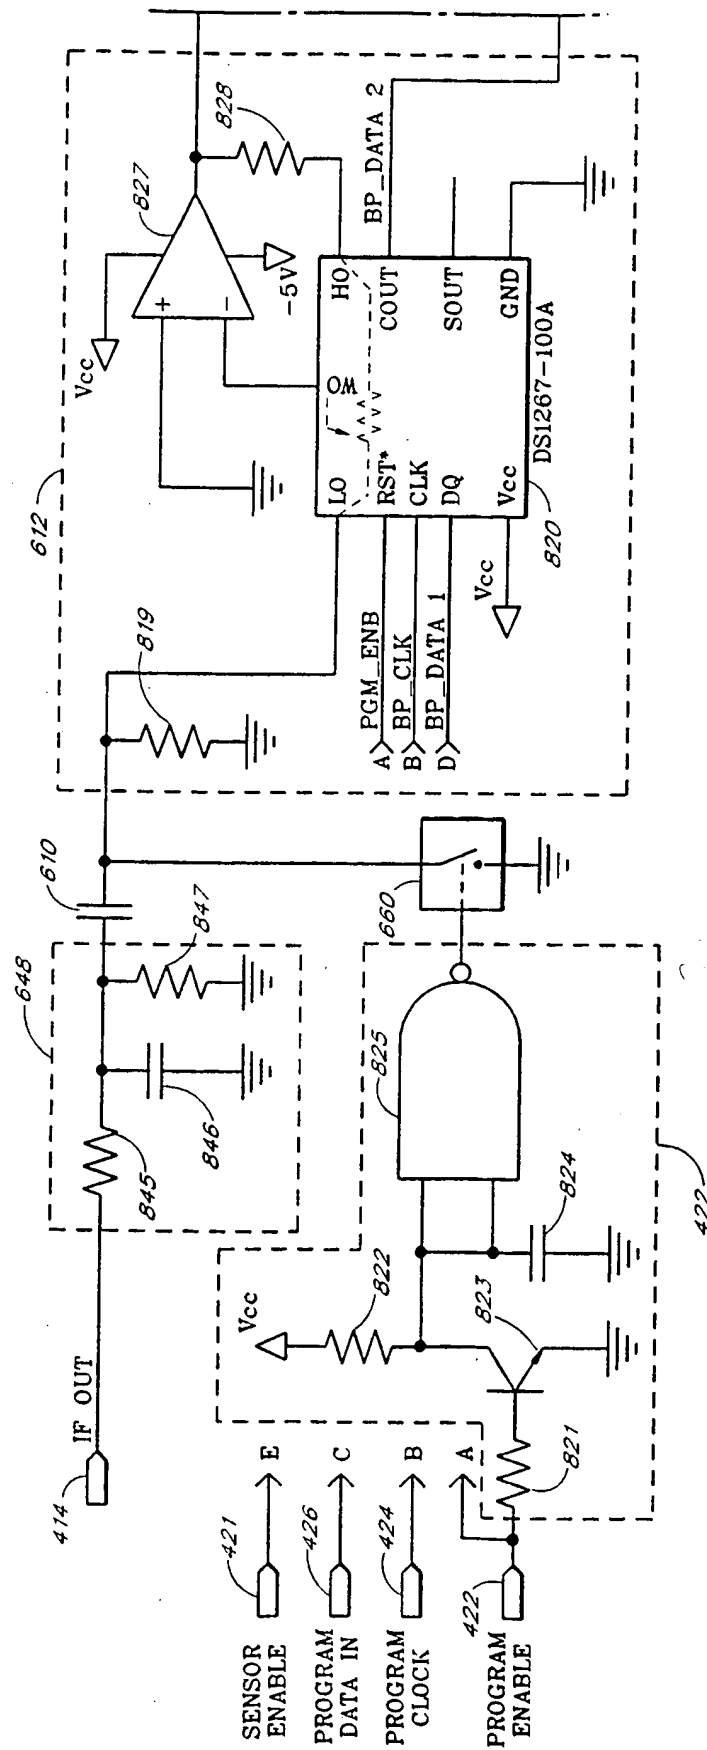 414
IF OUT
845
846
648
847
610
612
819
Vcc
827
+
-
-5V
828
LO
WO
HO
RST*
CLK
DQ
Vcc
COUT
SOUT
GND
BP_DATA 2
DS1267-100A
820
Vcc
A
PGM_ENB
B
BP_CLK
D
BP_DATA 1
660
SENSOR
ENABLE
421
E
PROGRAM
DATA IN
426
C
PROGRAM
CLOCK
424
B
PROGRAM
ENABLE
422
A
821
Vcc
822
823
824
825
422